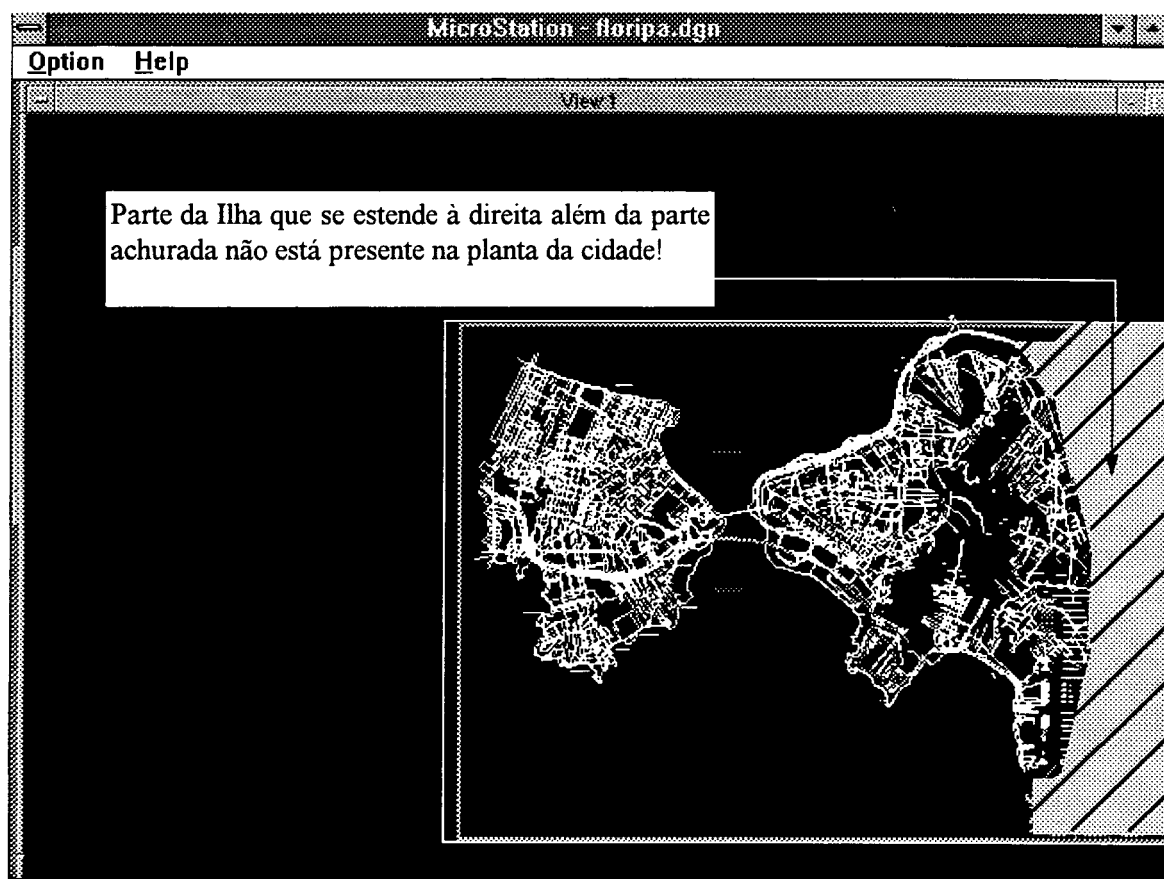 MicroStation - floripa.dgn
Option Help
View 1
Parte da Ilha que se estende à direita além da parte
achurada não está presente na planta da cidade!